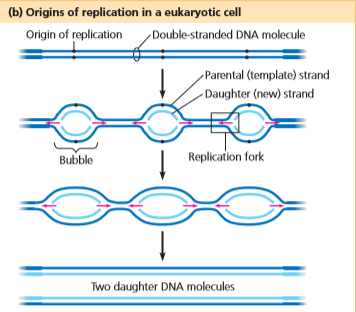 (b) Origins of replication in a eukaryotic cell
Origin of replication
Double-stranded DNA molecule
Parental (template) strand
Daughter (new) strand
Bubble
Replication fork
Two daughter DNA molecules